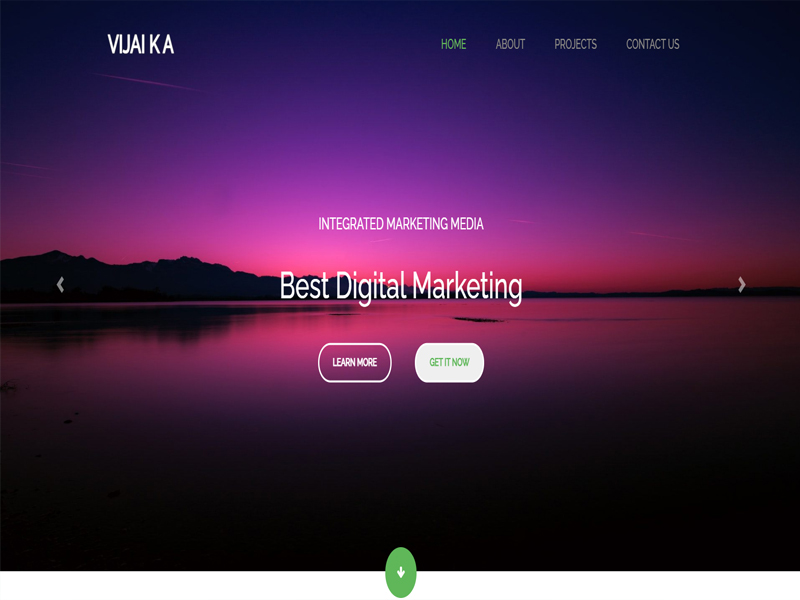 VIJAI K A
HOME ABOUT PROJECTS CONTACT US
INTEGRATED MARKETING MEDIA
Best Digital Marketing
LEARN MORE GET IT NOW